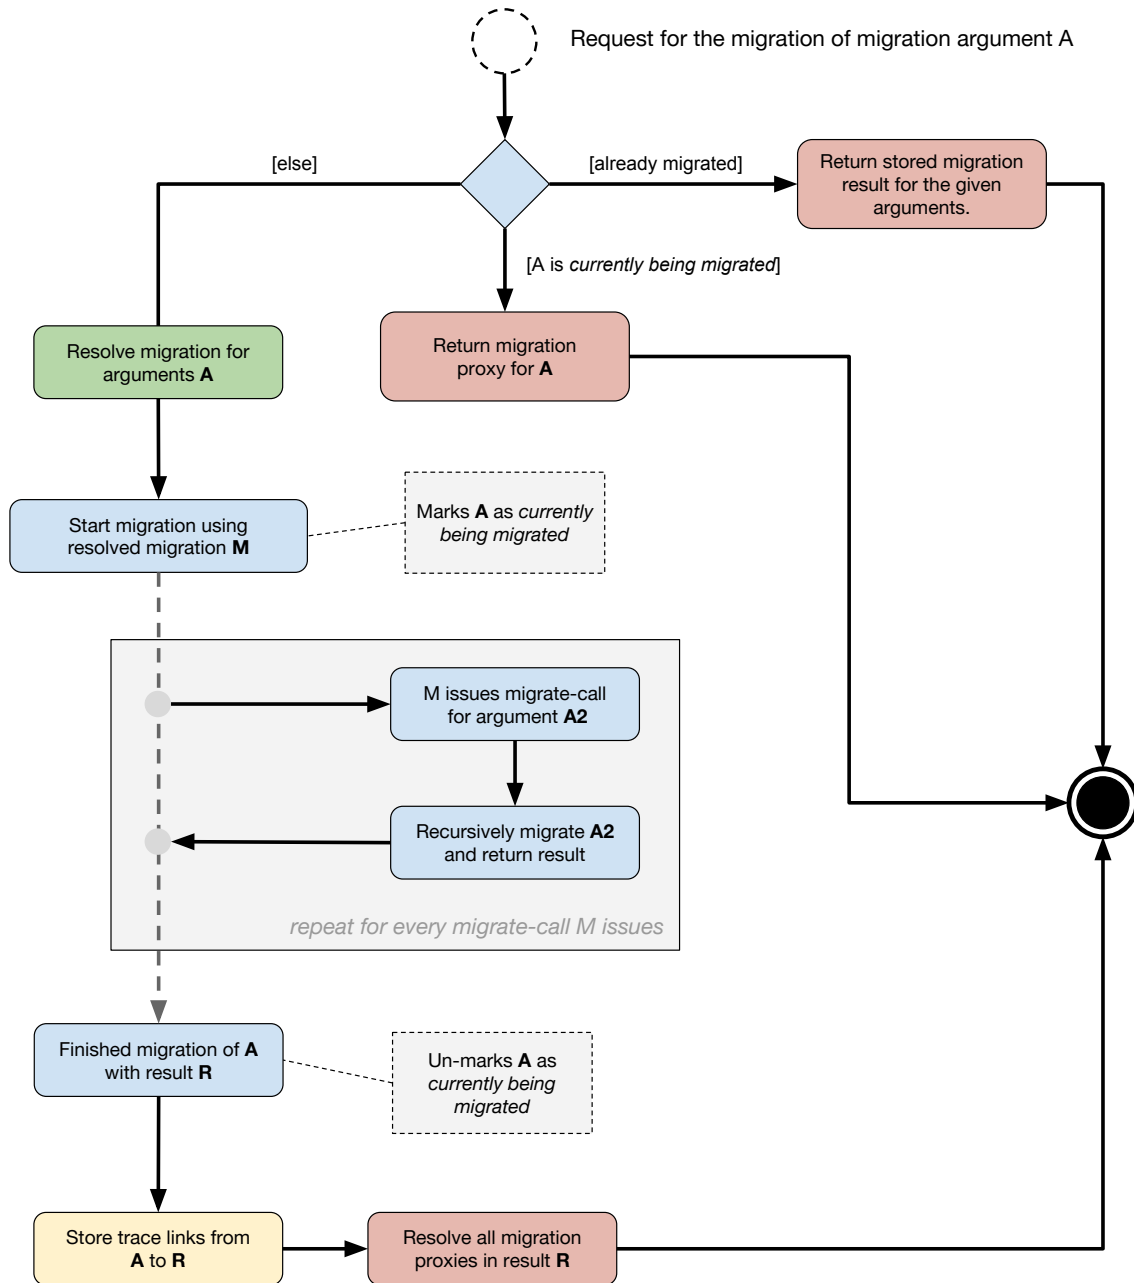 Request for the migration of migration argument A
[else]
[already migrated]
Return stored migration
result for the given
arguments.
[A is currently being migrated]
Resolve migration for
arguments A
Return migration
proxy for A
Start migration using
resolved migration M
Marks A as currently
being migrated
M issues migrate-call
for argument A2
Recursively migrate A2
and return result
repeat for every migrate-call M issues
Finished migration of A
with result R
Un-marks A as
currently being
migrated
Store trace links from
A to R
Resolve all migration
proxies in result R